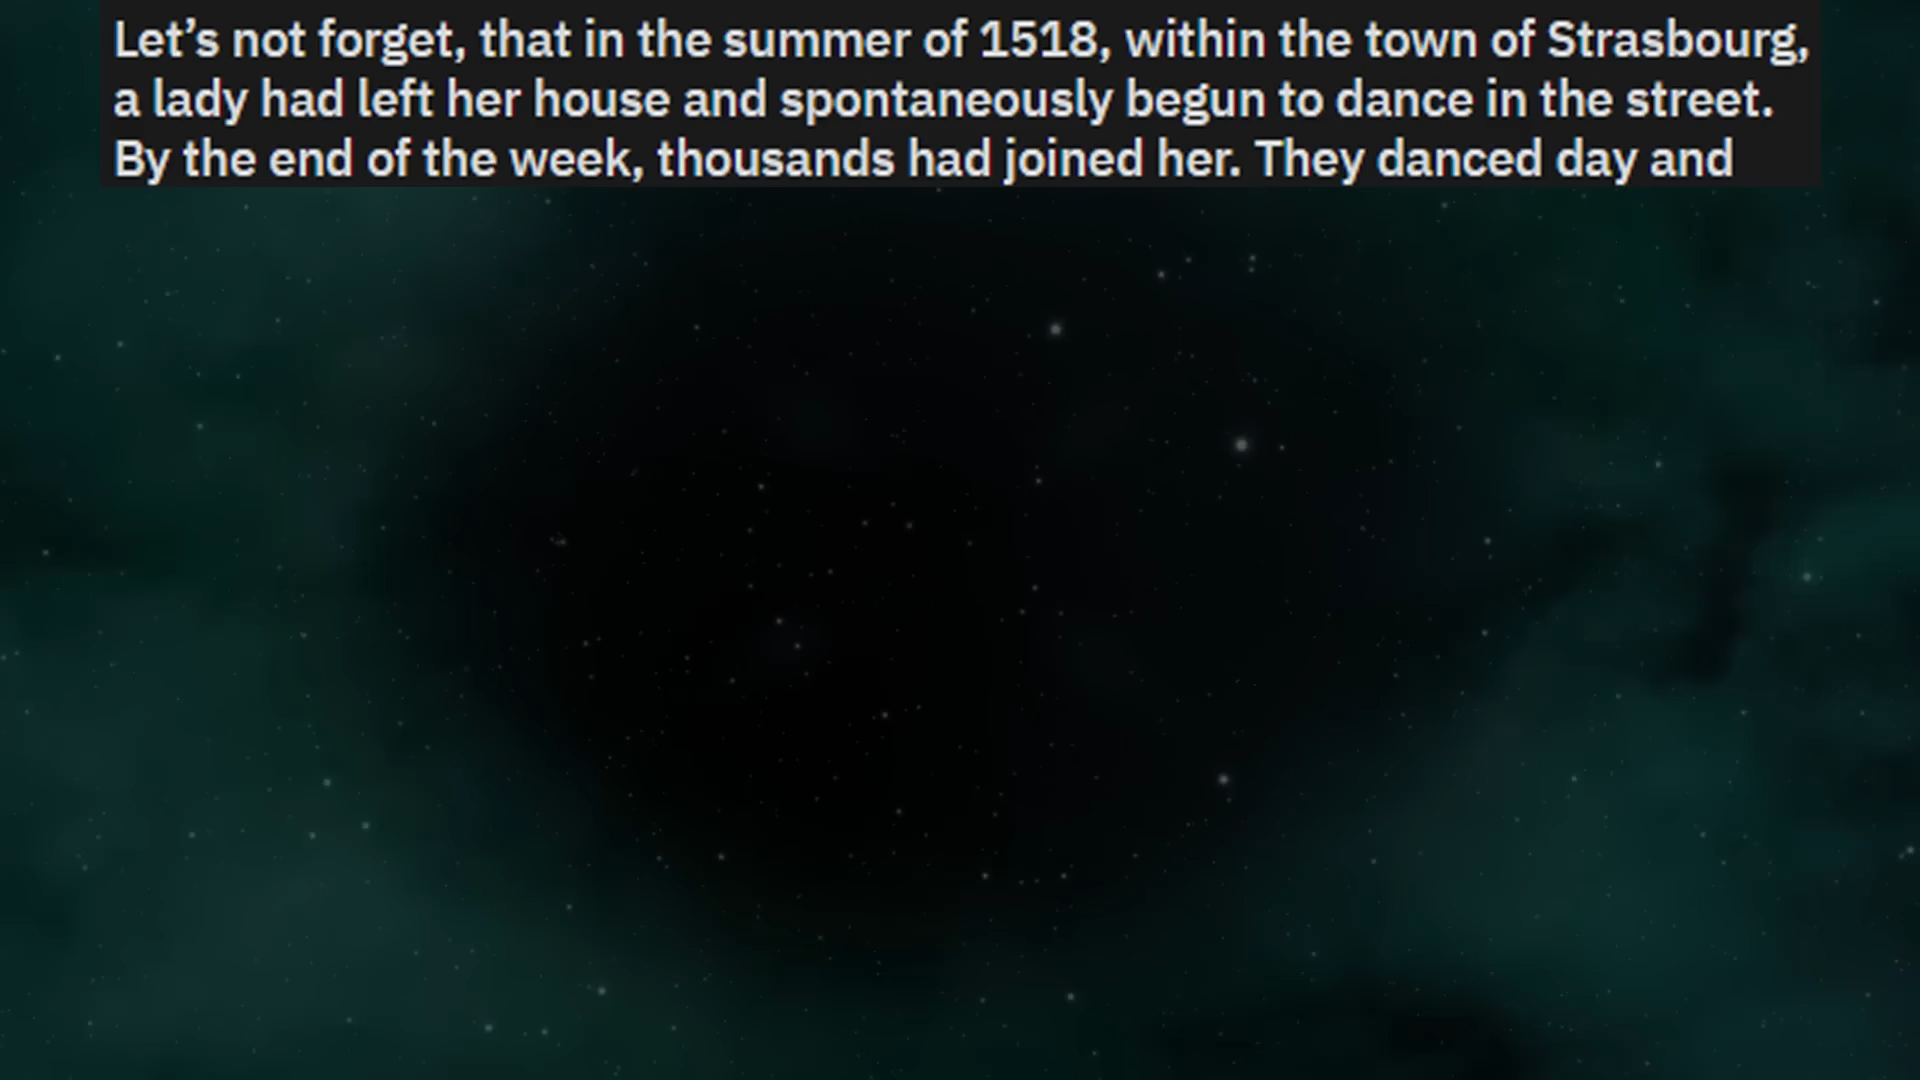 Let’s not forget, that in the summer of 1518, within the town of Strasbourg,
a lady had left her house and spontaneously begun to dance in the street.
By the end of the week, thousands had joined her. They danced day and